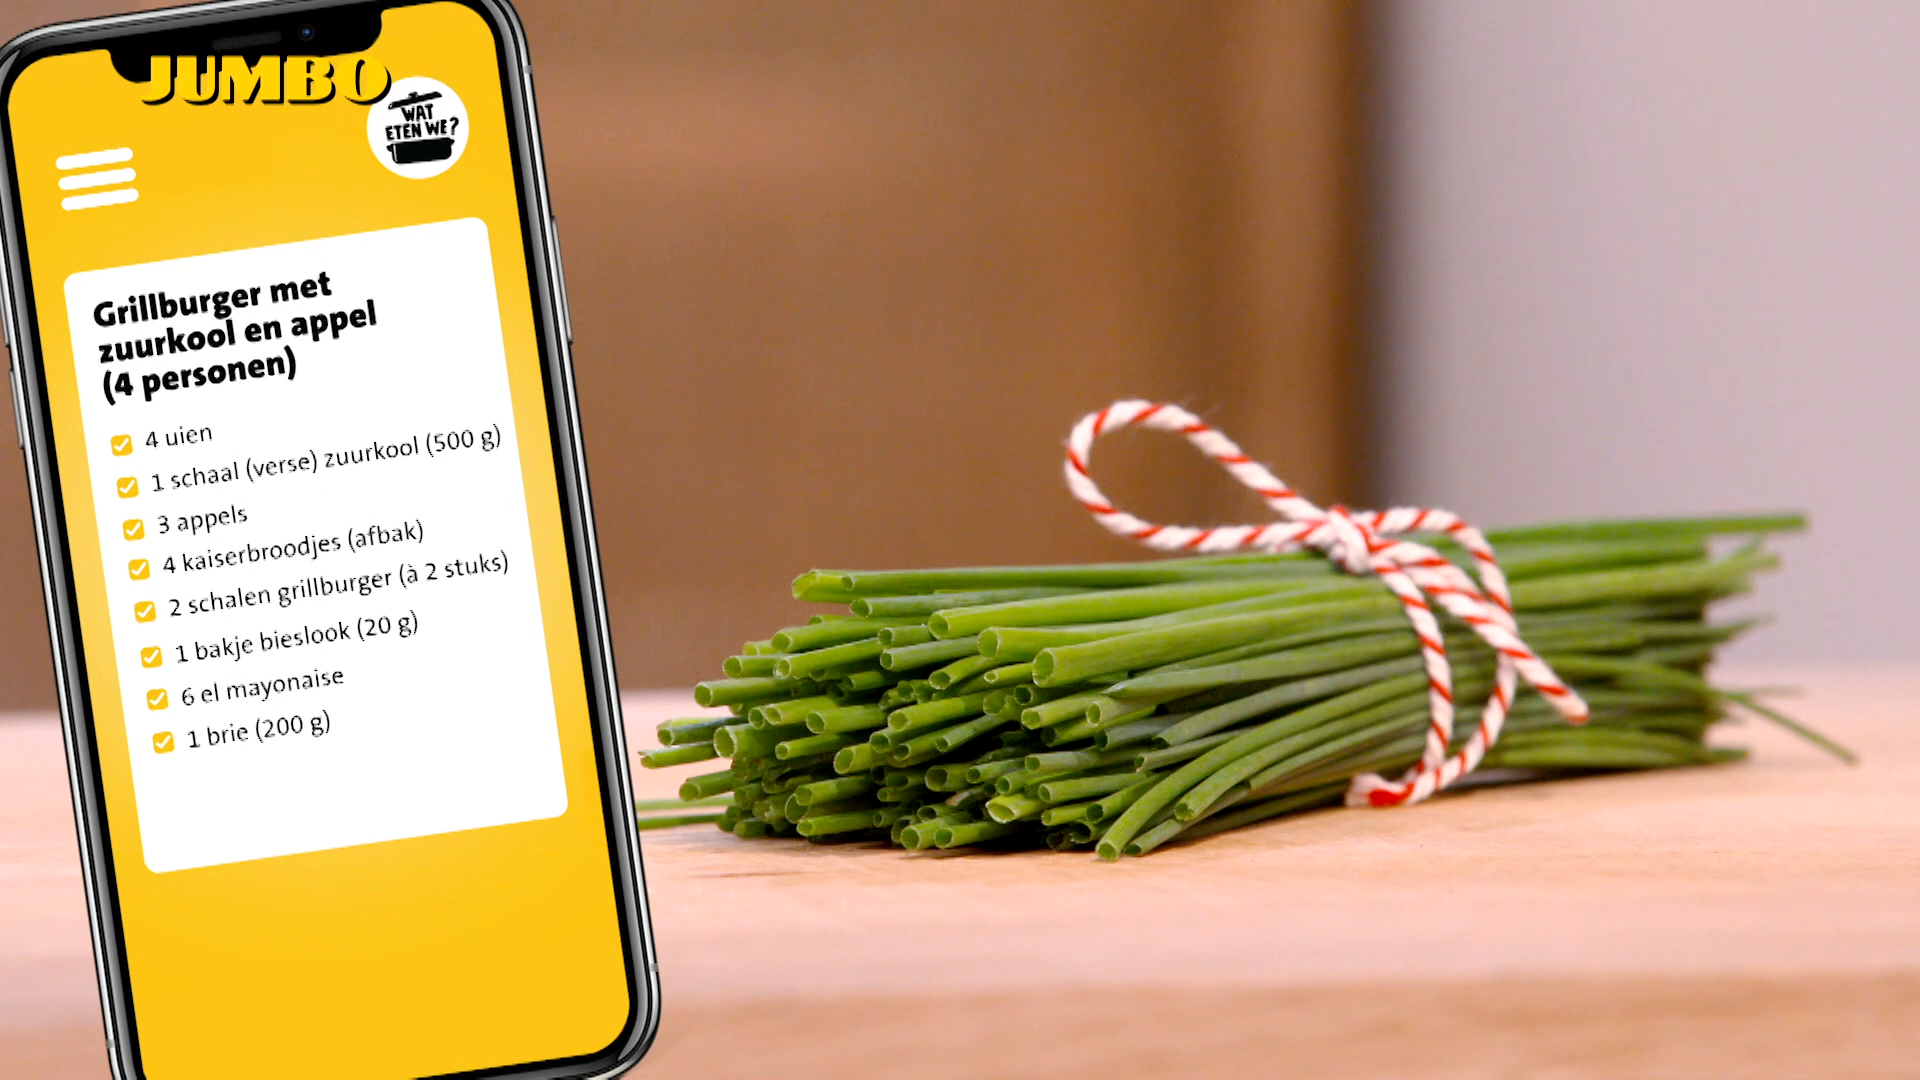 JUMBO
WAT
ETEN WE?
Grillburger met
zuurkool en appel
(4 personen)
4 uien
1 schaal (verse) zuurkool (500 g)
3 appels
4 kaiserbroodjes (afbak)
2 schalen grillburger (à 2 stuks)
1 bakje bieslook (20 g)
6 el mayonaise
1 brie (200 g)